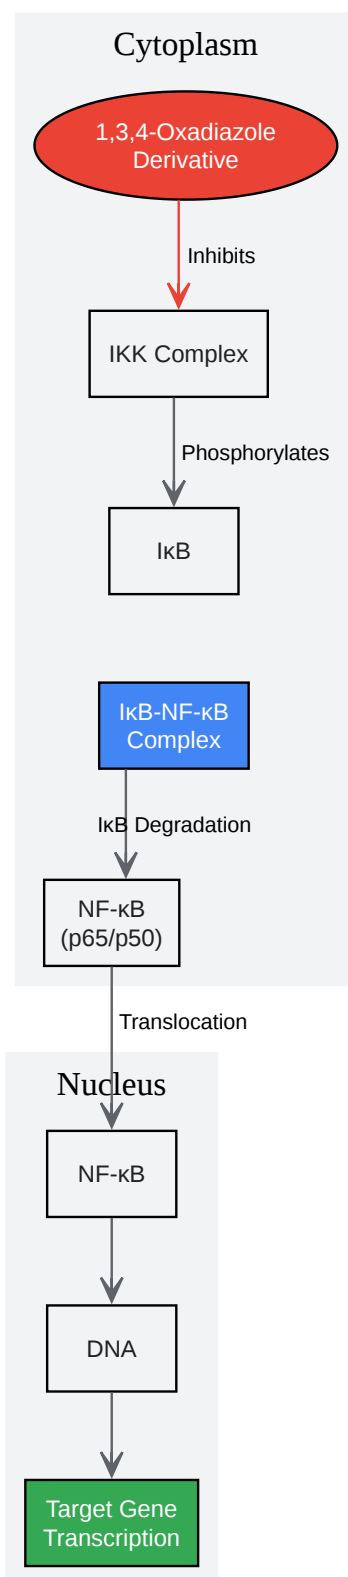 Cytoplasm
1,3,4-Oxadiazole
Derivative
Inhibits
IKK Complex
Phosphorylates
IκB
IκB-NF-κB
Complex
IκB Degradation
NF-κB
(p65/p50)
Translocation
Nucleus
NF-κB
DNA
Target Gene
Transcription